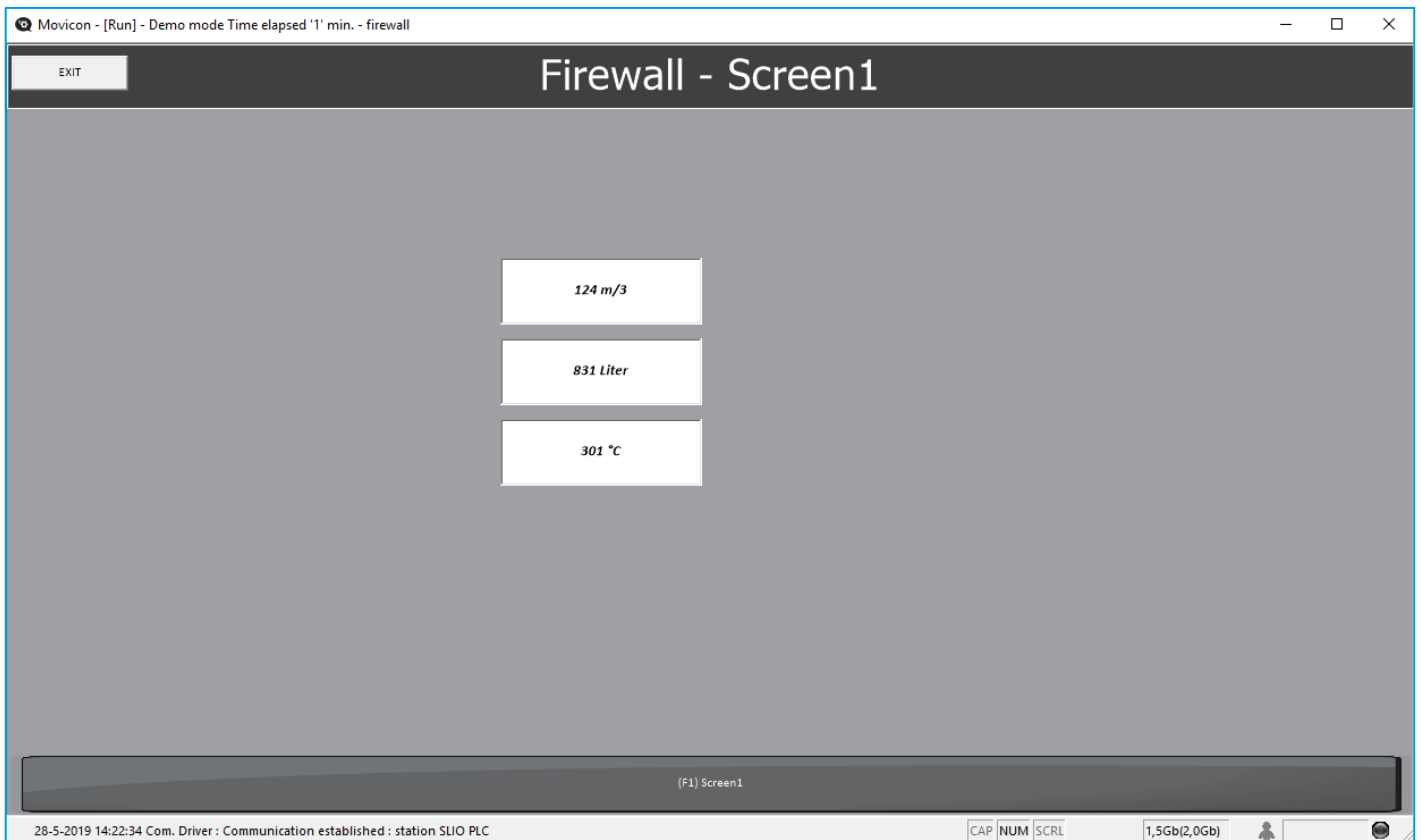 Movicon - [Run] - Demo mode Time elapsed '1' min. - firewall
EXIT
Firewall - Screen1
124 m/3
831 Liter
301 °C
(F1) Screen1
28-5-2019 14:22:34 Com. Driver : Communication established : station SLIO PLC
CAP NUM SCRL
1,5Gb(2,0Gb)